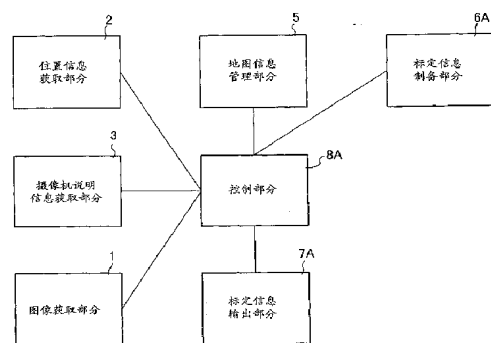 2
5
6A
位置信息
获取部分
地图信息
管理部分
标定信息
制备部分
3
8A
摄像机说明
信息获取部分
控制部分
1
7A
图像获取部分
标定信息
输出部分